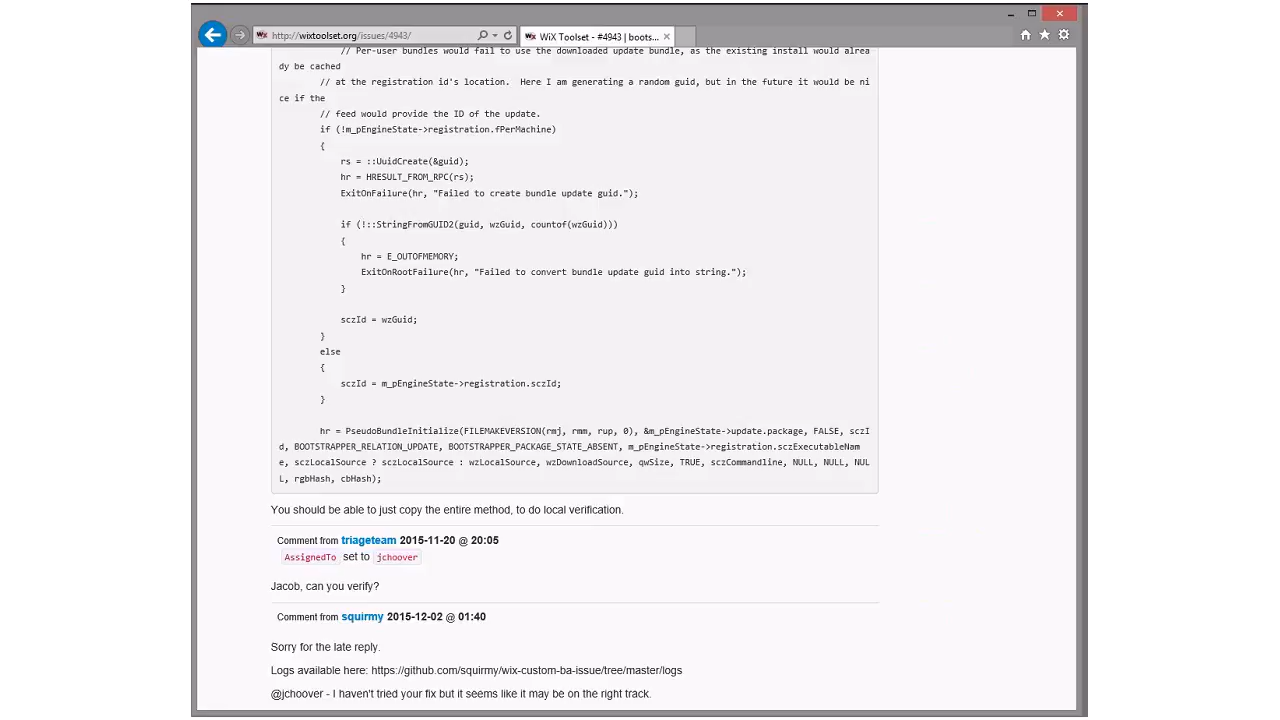 http://wixtoolset.org/issues/4943/
WiX Toolset - #4943 | boots...
// Per-user bundles would fail to use the downloaded update bundle, as the existing install would alrea
dy be cached
// at the registration id's location.  Here I am generating a random guid, but in the future it would be ni
ce if the
// feed would provide the ID of the update.
if (!m_pEngineState->registration.fPerMachine)
{
rs = ::UuidCreate(&guid);
hr = HRESULT_FROM_RPC(rs);
ExitOnFailure(hr, "Failed to create bundle update guid.");
if (!::StringFromGUID2(guid, wzGuid, countof(wzGuid)))
{
hr = E_OUTOFMEMORY;
ExitOnRootFailure(hr, "Failed to convert bundle update guid into string.");
}
sczId = wzGuid;
}
else
{
sczId = m_pEngineState->registration.sczId;
}
hr = PseudoBundleInitialize(FILEMAKEVERSION(rmj, rmm, rup, 0), &m_pEngineState->update.package, FALSE, sczI
d, BOOTSTRAPPER_RELATION_UPDATE, BOOTSTRAPPER_PACKAGE_STATE_ABSENT, m_pEngineState->registration.sczExecutableNam
e, sczLocalSource ? sczLocalSource : wzLocalSource, wzDownloadSource, qwSize, TRUE, sczCommandline, NULL, NULL, NUL
L, rgbHash, cbHash);
You should be able to just copy the entire method, to do local verification.
Comment from triageteam 2015-11-20 @ 20:05
AssignedTo set to jchoover
Jacob, can you verify?
Comment from squirmy 2015-12-02 @ 01:40
Sorry for the late reply.
Logs available here: https://github.com/squirmy/wix-custom-ba-issue/tree/master/logs
@jchoover - I haven't tried your fix but it seems like it may be on the right track.